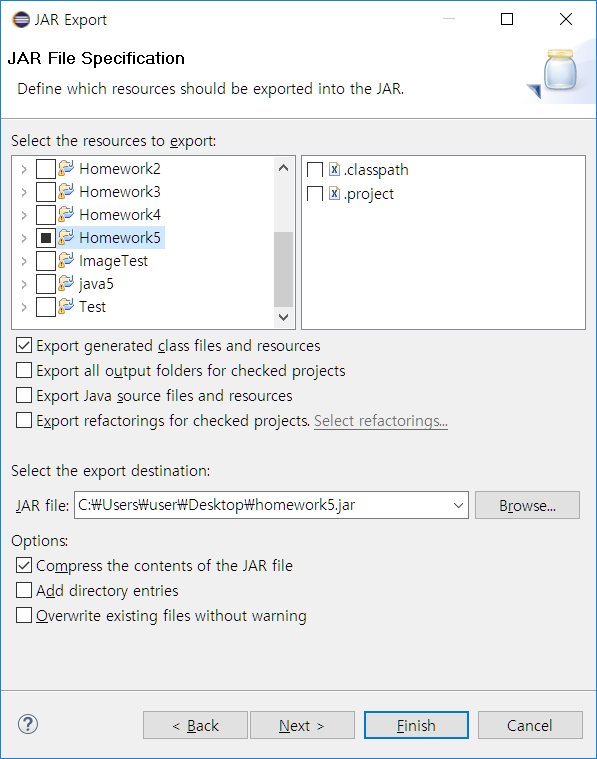 JAR Export
JAR File Specification
Define which resources should be exported into the JAR.
Select the resources to export:
Homework2
Homework3
Homework4
Homework5
ImageTest
java5
Test
.classpath
.project
Export generated class files and resources
Export all output folders for checked projects
Export Java source files and resources
Export refactorings for checked projects. Select refactorings...
Select the export destination:
JAR file: C:₩Users₩user₩Desktop₩homework5.jar Browse...
Options:
Compress the contents of the JAR file
Add directory entries
Overwrite existing files without warning
? < Back Next > Finish Cancel